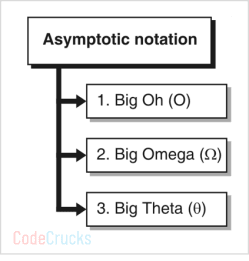 Asymptotic notation
1. Big Oh (O)
2. Big Omega (Ω)
3. Big Theta (θ)
CodeCrucks